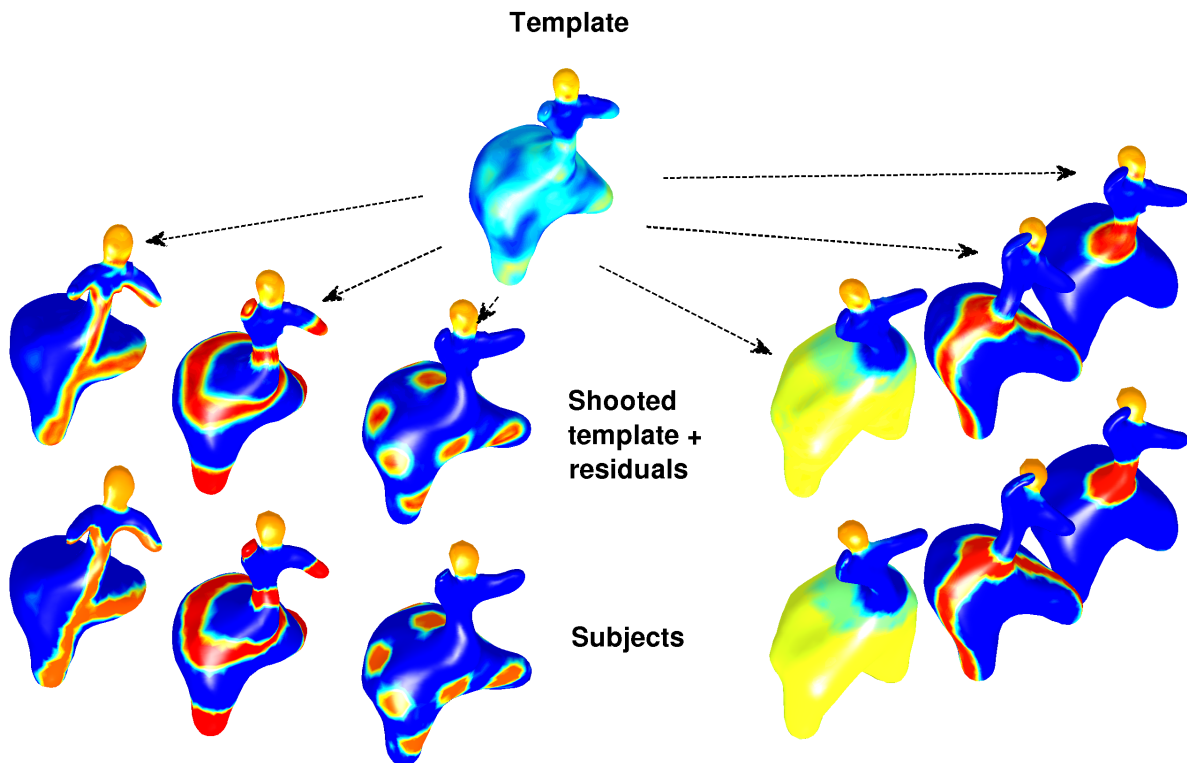 Template
Shooted
template +
residuals
Subjects